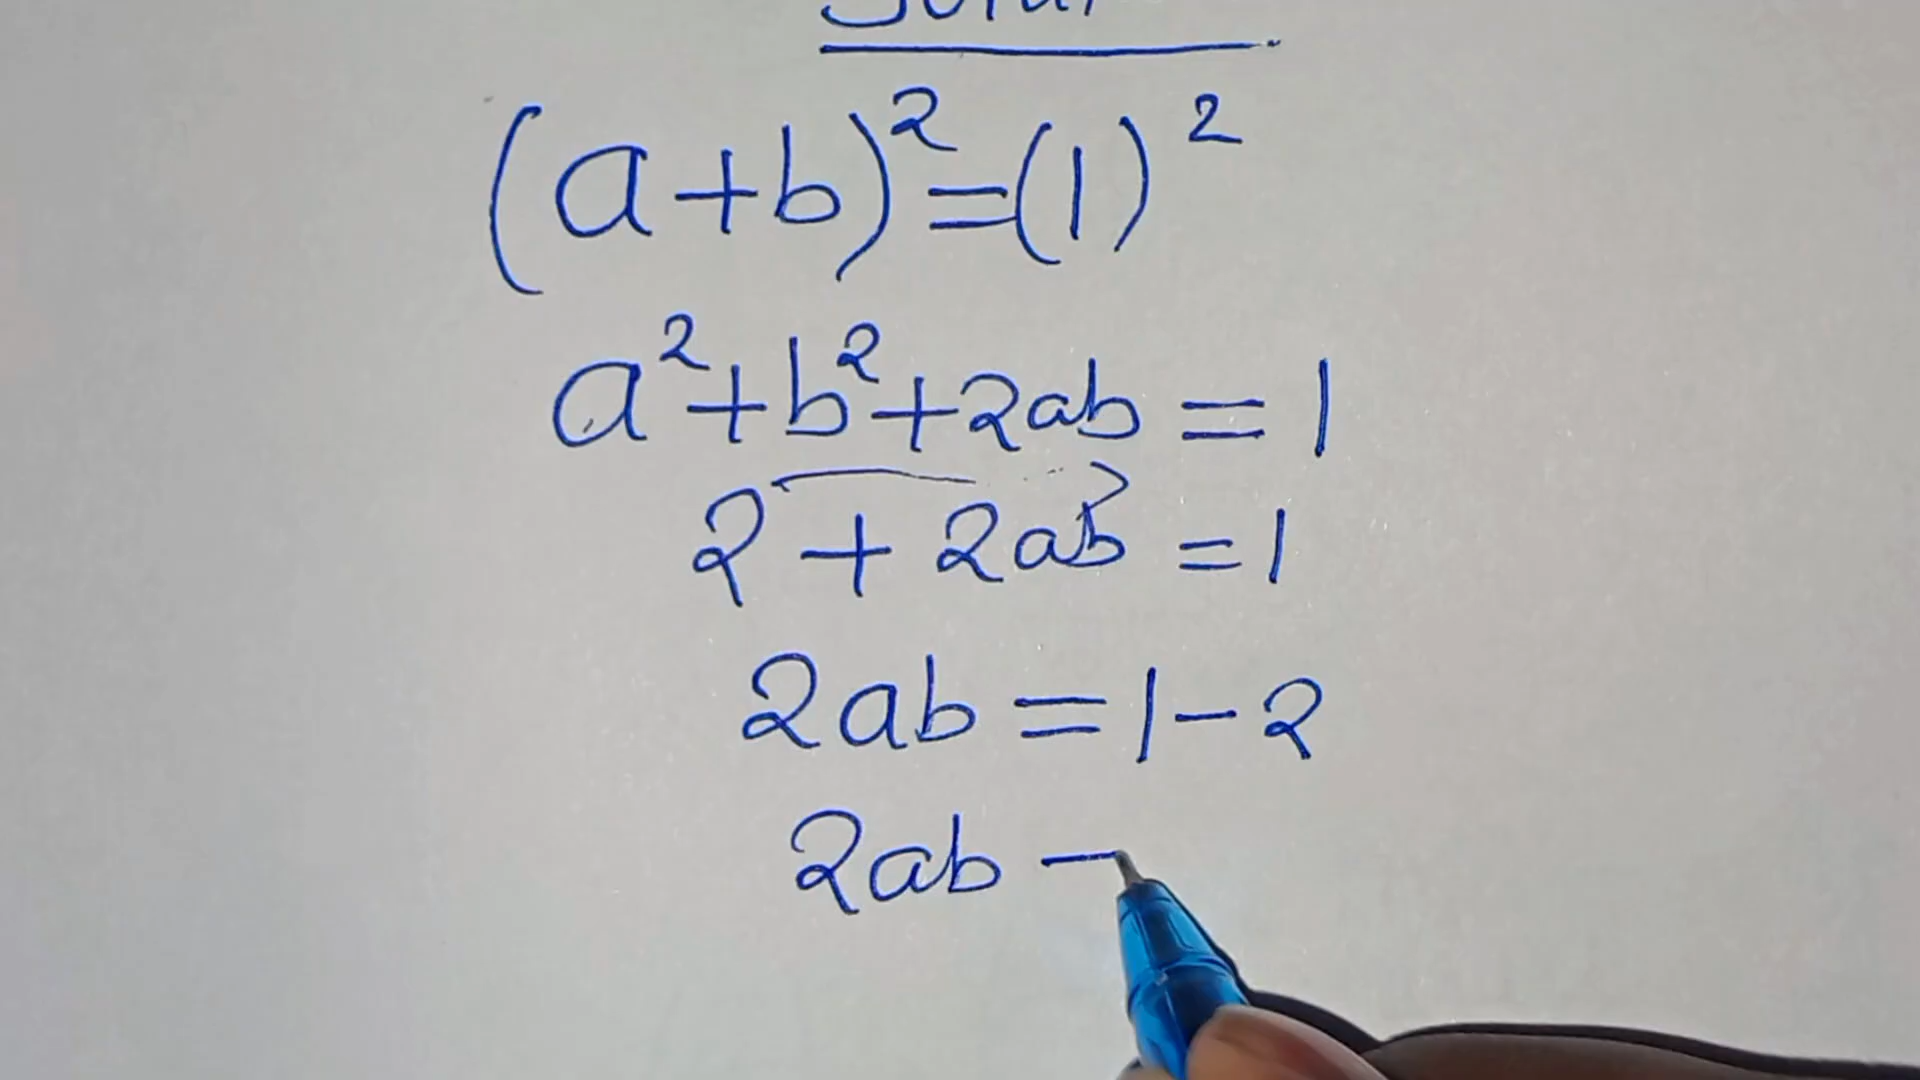 (a+b)²=(1)²
a²+b²+2ab=1
2+2ab=1
2ab=1-2
2ab -